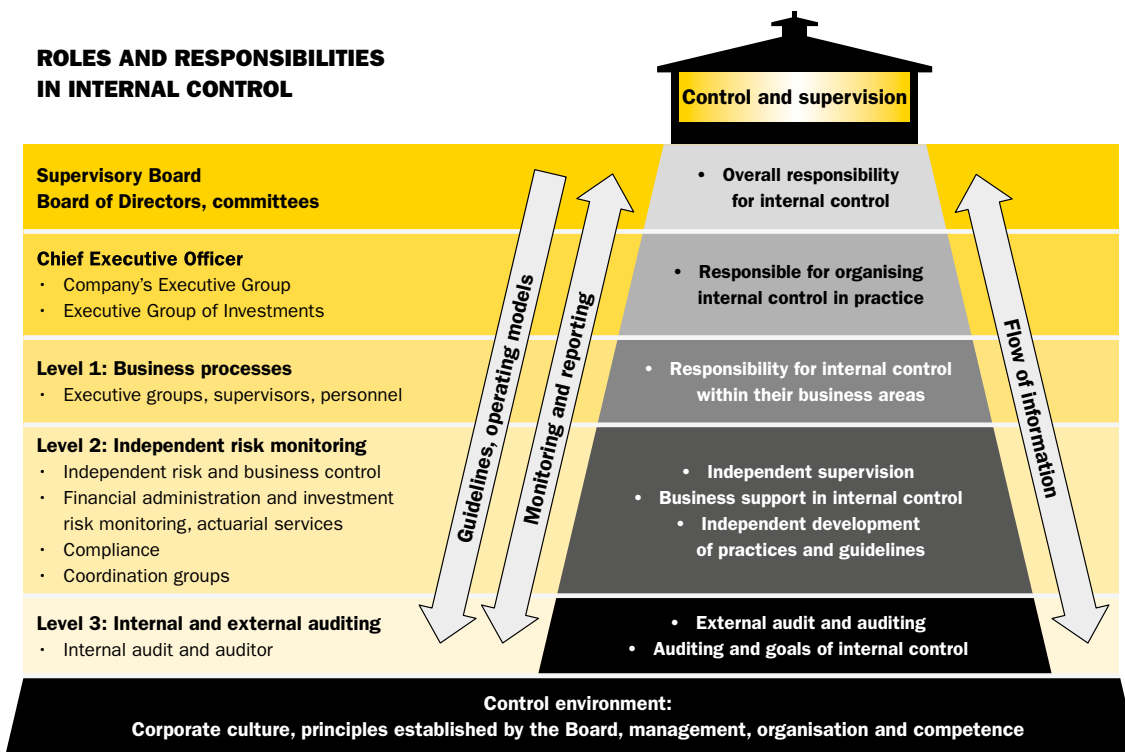 ROLES AND RESPONSIBILITIES
IN INTERNAL CONTROL
Control and supervision
Supervisory Board
Board of Directors, committees
• Overall responsibility
for internal control
Chief Executive Officer
· Company’s Executive Group
· Executive Group of Investments
• Responsible for organising
internal control in practice
Level 1: Business processes
· Executive groups, supervisors, personnel
• Responsibility for internal control
within their business areas
Level 2: Independent risk monitoring
· Independent risk and business control
· Financial administration and investment
risk monitoring, actuarial services
· Compliance
· Coordination groups
• Independent supervision
• Business support in internal control
• Independent development
of practices and guidelines
Level 3: Internal and external auditing
· Internal audit and auditor
• External audit and auditing
• Auditing and goals of internal control
Guidelines, operating models
Monitoring and reporting
Flow of information
Control environment:
Corporate culture, principles established by the Board, management, organisation and competence